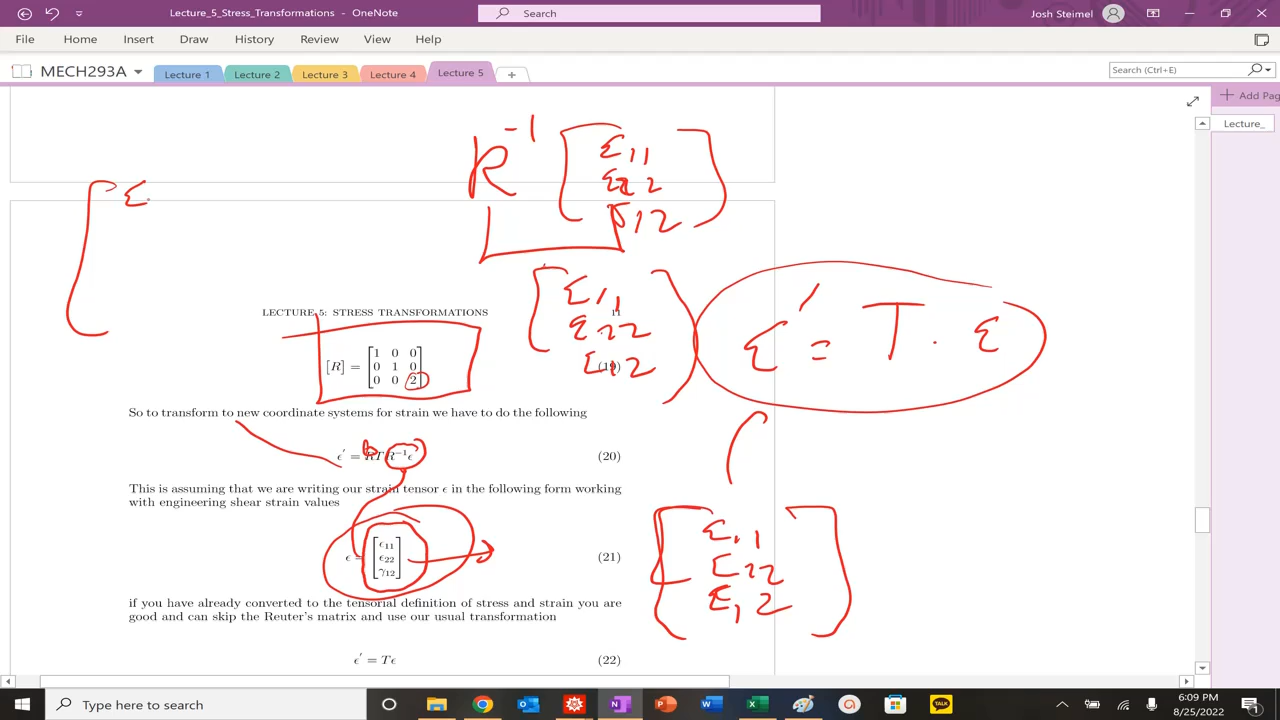 Lecture_5_Stress_Transformations - OneNote
Search
Josh Steimel
File Home Insert Draw History Review View Help
MECH293A
Lecture 1 Lecture 2 Lecture 3 Lecture 4 Lecture 5
Search (Ctrl+E)
Add Pag
Lecture_
R⁻¹ [ε11
ε22
γ12]
[ε
[ε11
ε22
ε12]
ε' = T · ε
LECTURE 5: STRESS TRANSFORMATIONS 11
[R] = [1 0 0
0 1 0
0 0 2] (19)
So to transform to new coordinate systems for strain we have to do the following
ϵ' = RTR⁻¹ϵ (20)
This is assuming that we are writing our strain tensor ϵ in the following form working
with engineering shear strain values
ϵ = [ϵ11
ϵ22
γ12] (21)
[ε11
ε22
ε12]
if you have already converted to the tensorial definition of stress and strain you are
good and can skip the Reuter's matrix and use our usual transformation
ϵ' = Tϵ (22)
Type here to search
TALK
6:09 PM
8/25/2022